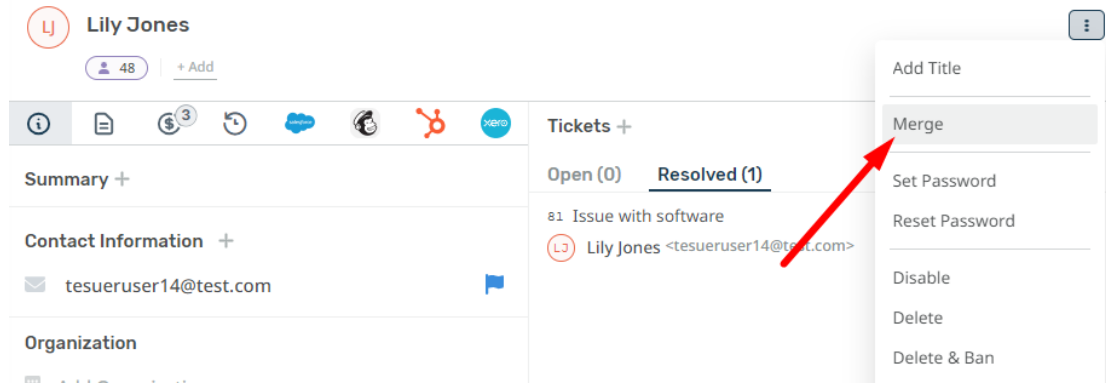 LJ
Lily Jones
48
+ Add
3
salesforce
xero
Summary +
Contact Information +
tesueruser14@test.com
Organization
Tickets +
Open (0) Resolved (1)
81 Issue with software
LJ Lily Jones <tesueruser14@test.com>
Add Title
Merge
Set Password
Reset Password
Disable
Delete
Delete & Ban